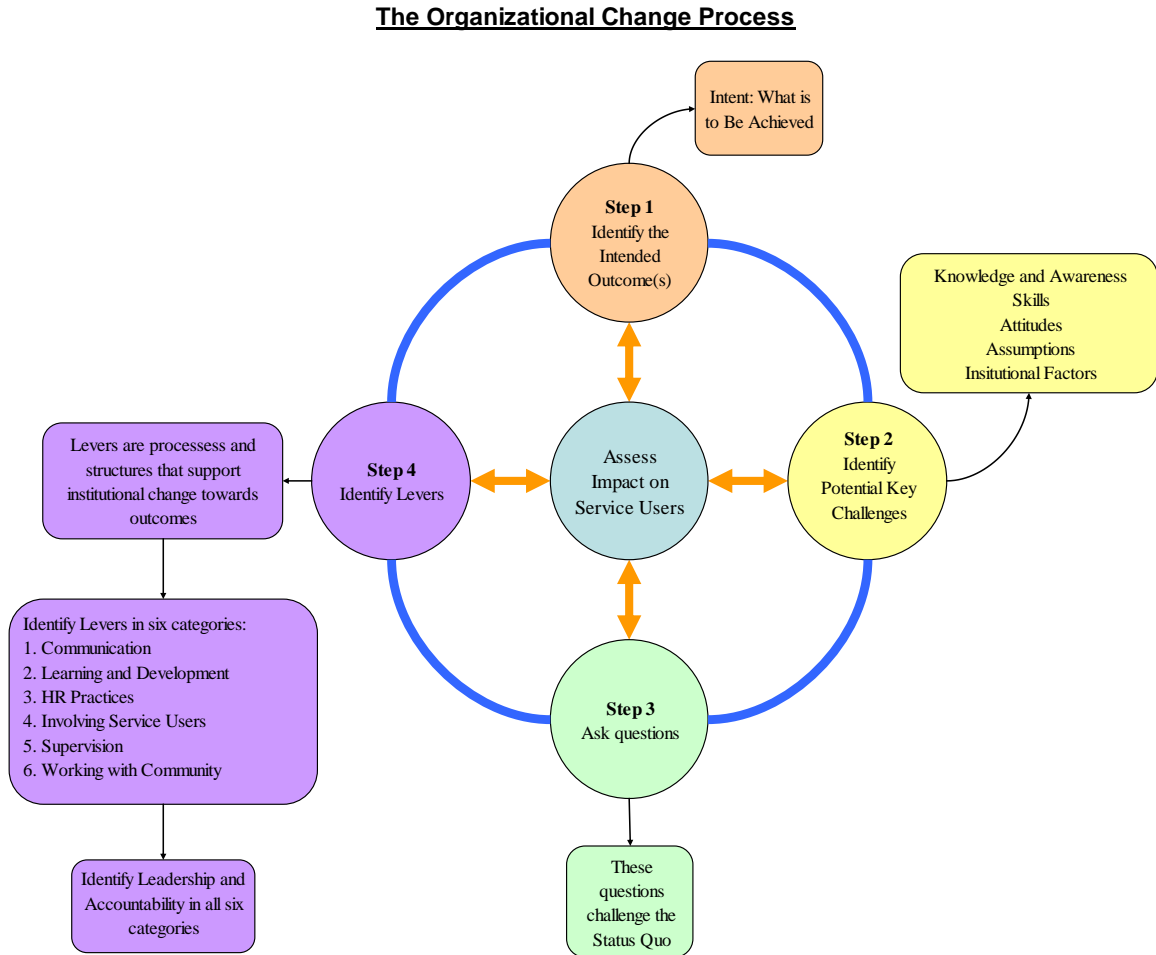 The Organizational Change Process
Intent: What is
to Be Achieved
Step 1
Identify the
Intended
Outcome(s)
Knowledge and Awareness
Skills
Attitudes
Assumptions
Insitutional Factors
Step 2
Identify
Potential Key
Challenges
Assess
Impact on
Service Users
Step 4
Identify Levers
Levers are processess and
structures that support
institutional change towards
outcomes
Identify Levers in six categories:
1. Communication
2. Learning and Development
3. HR Practices
4. Involving Service Users
5. Supervision
6. Working with Community
Identify Leadership and
Accountability in all six
categories
Step 3
Ask questions
These
questions
challenge the
Status Quo